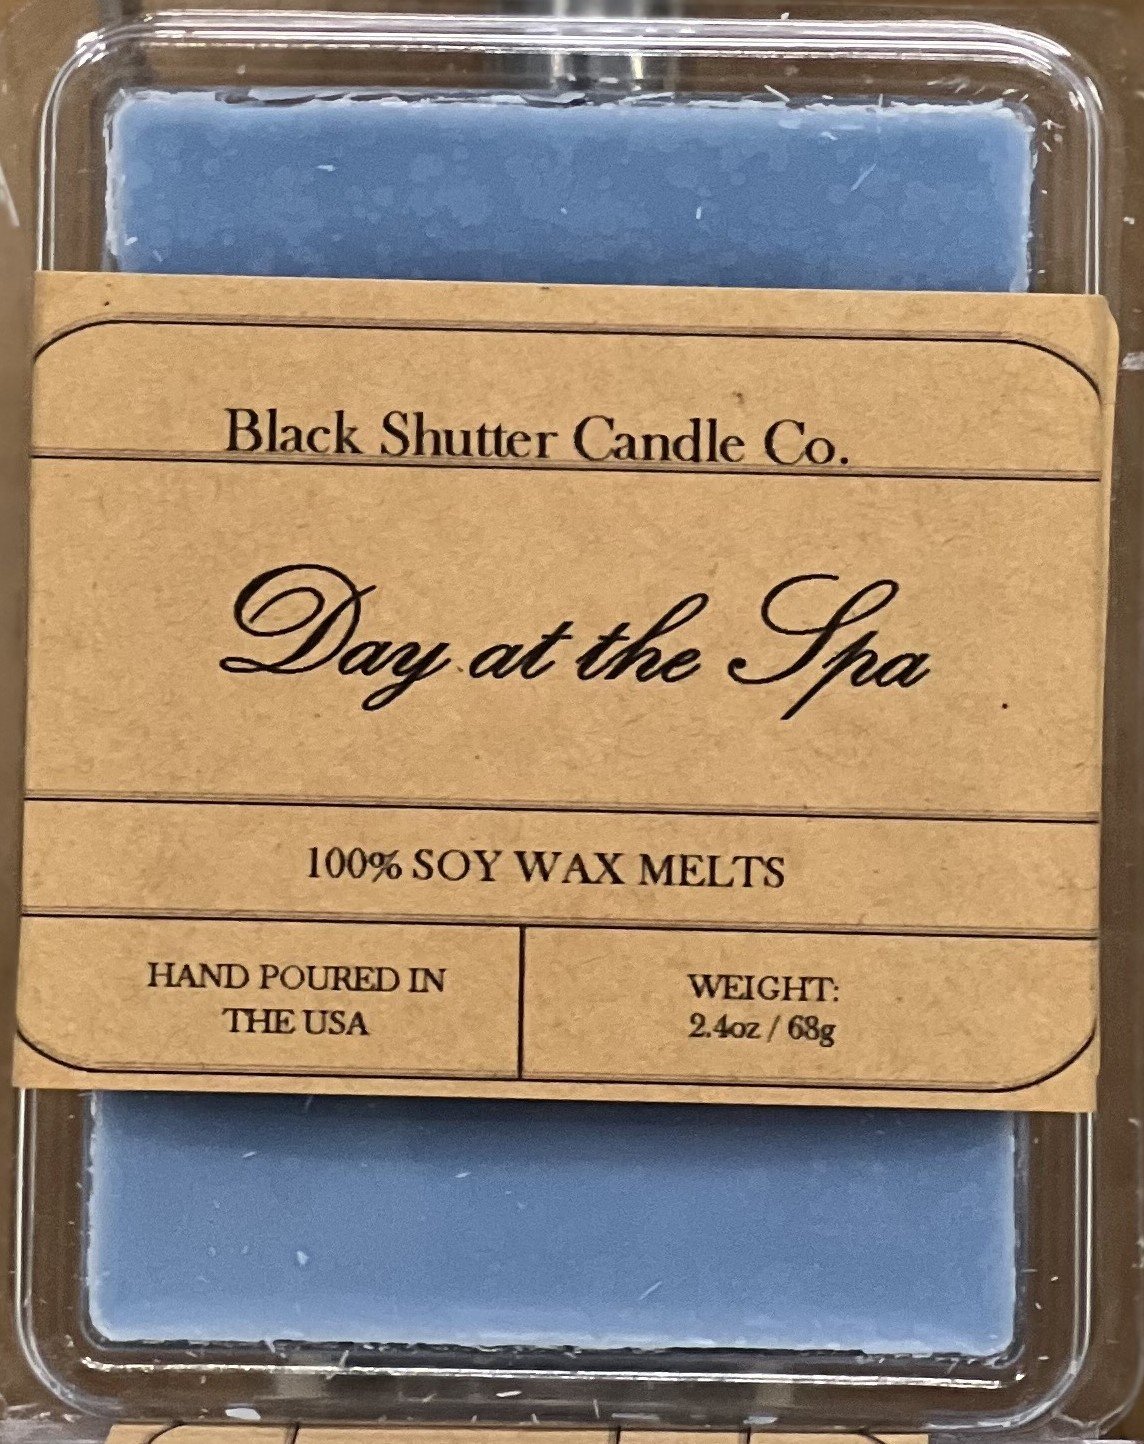 Black Shutter Candle Co.
Day at the Spa
100% SOY WAX MELTS
HAND POURED IN
THE USA
WEIGHT:
2.4oz / 68g